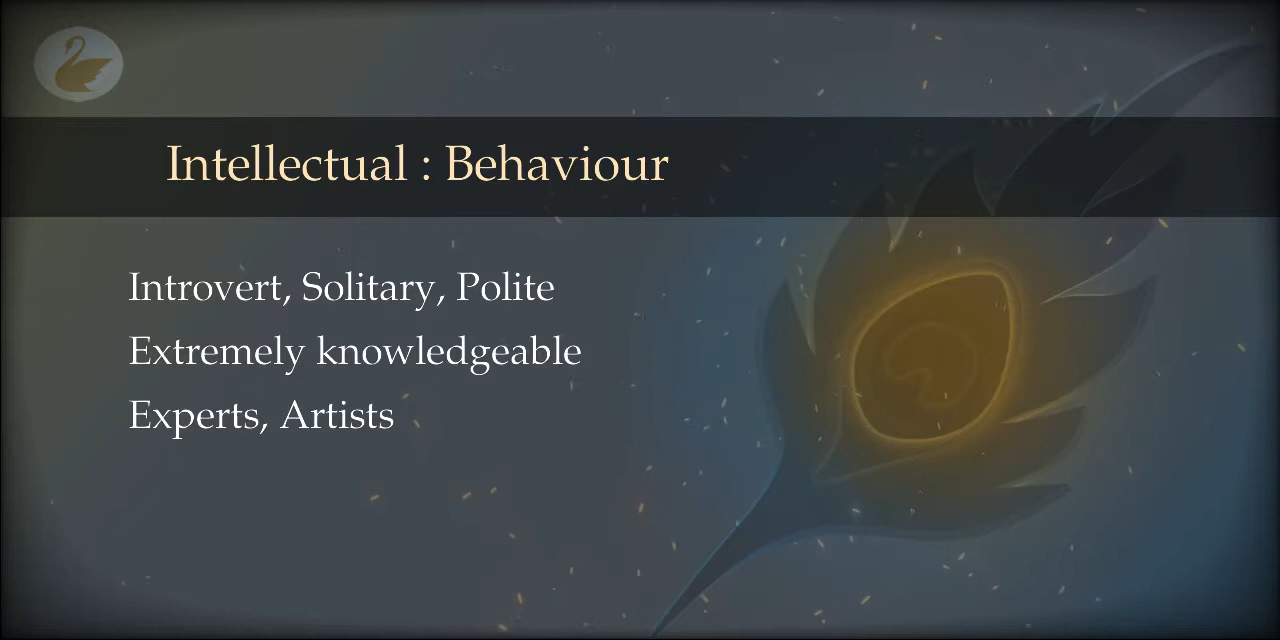 Intellectual : Behaviour
Introvert, Solitary, Polite
Extremely knowledgeable
Experts, Artists